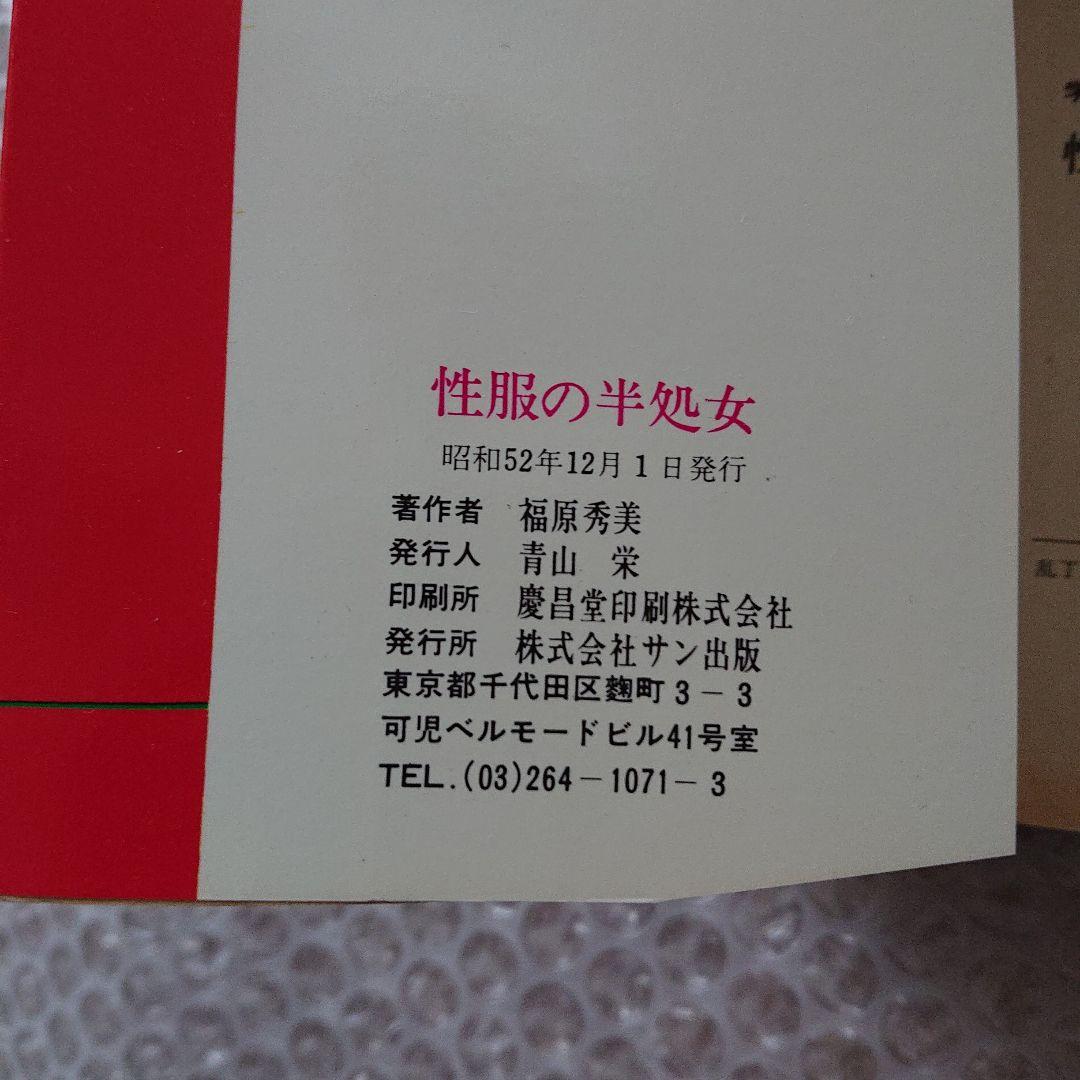 性服の半処女
昭和52年12月1日発行
著作者 福原秀美
発行人 青山 栄
印刷所 慶昌堂印刷株式会社
発行所 株式会社サン出版
東京都千代田区麴町3-3
可児ベルモードビル41号室
TEL.(03)264-1071-3
乱丁